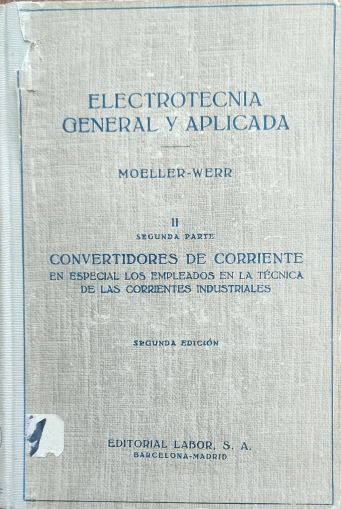 ELECTROTECNIA
GENERAL Y APLICADA
MOELLER-WERR
II
SEGUNDA PARTE
CONVERTIDORES DE CORRIENTE
EN ESPECIAL LOS EMPLEADOS EN LA TÉCNICA
DE LAS CORRIENTES INDUSTRIALES
SEGUNDA EDICIÓN
EDITORIAL LABOR, S. A.
BARCELONA-MADRID